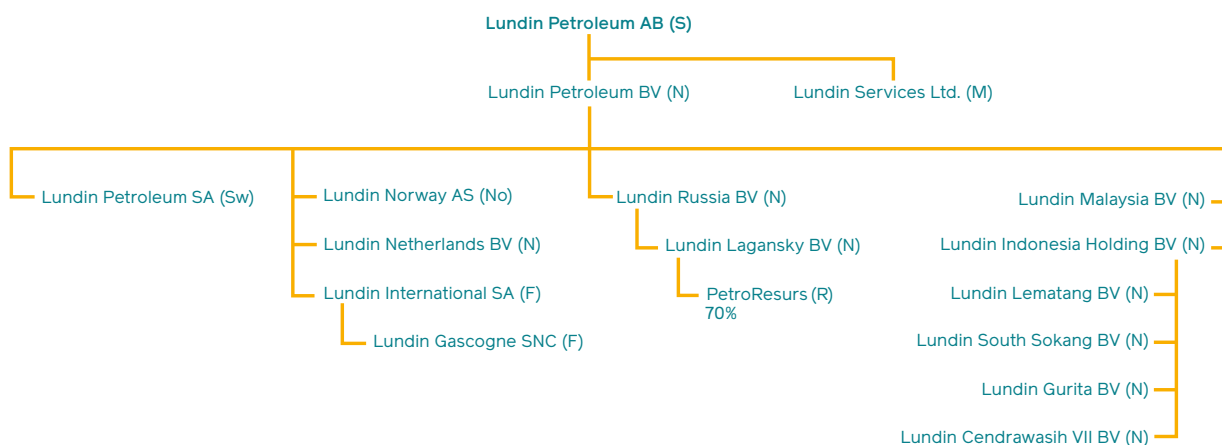 Lundin Petroleum AB (S)
Lundin Petroleum BV (N)
Lundin Services Ltd. (M)
Lundin Petroleum SA (Sw)
Lundin Norway AS (No)
Lundin Netherlands BV (N)
Lundin International SA (F)
Lundin Gascogne SNC (F)
Lundin Russia BV (N)
Lundin Lagansky BV (N)
PetroResurs (R)
70%
Lundin Malaysia BV (N)
Lundin Indonesia Holding BV (N)
Lundin Lematang BV (N)
Lundin South Sokang BV (N)
Lundin Gurita BV (N)
Lundin Cendrawasih VII BV (N)